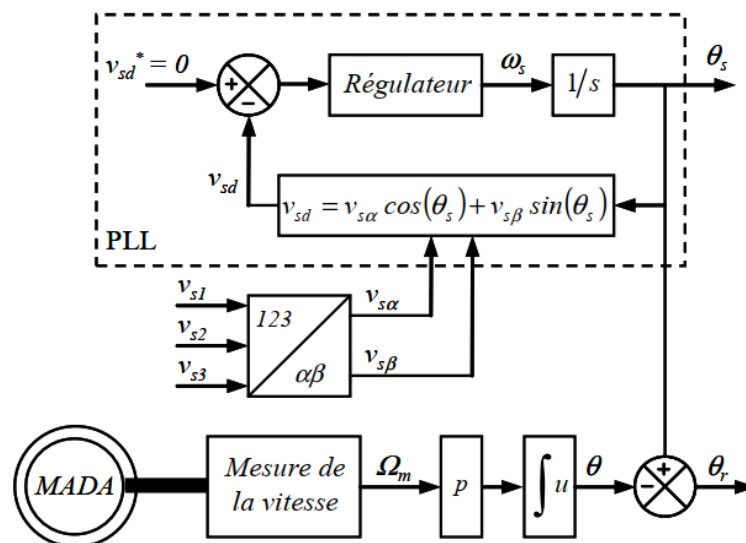 v_sd* = 0
+
−
Régulateur
ω_s
1/s
θ_s
v_sd
v_sd = v_sα cos(θ_s) + v_sβ sin(θ_s)
PLL
v_s1
v_s2
v_s3
123
αβ
v_sα
v_sβ
MADA
Mesure de
la vitesse
Ω_m
p
∫ u
θ
+
−
θ_r